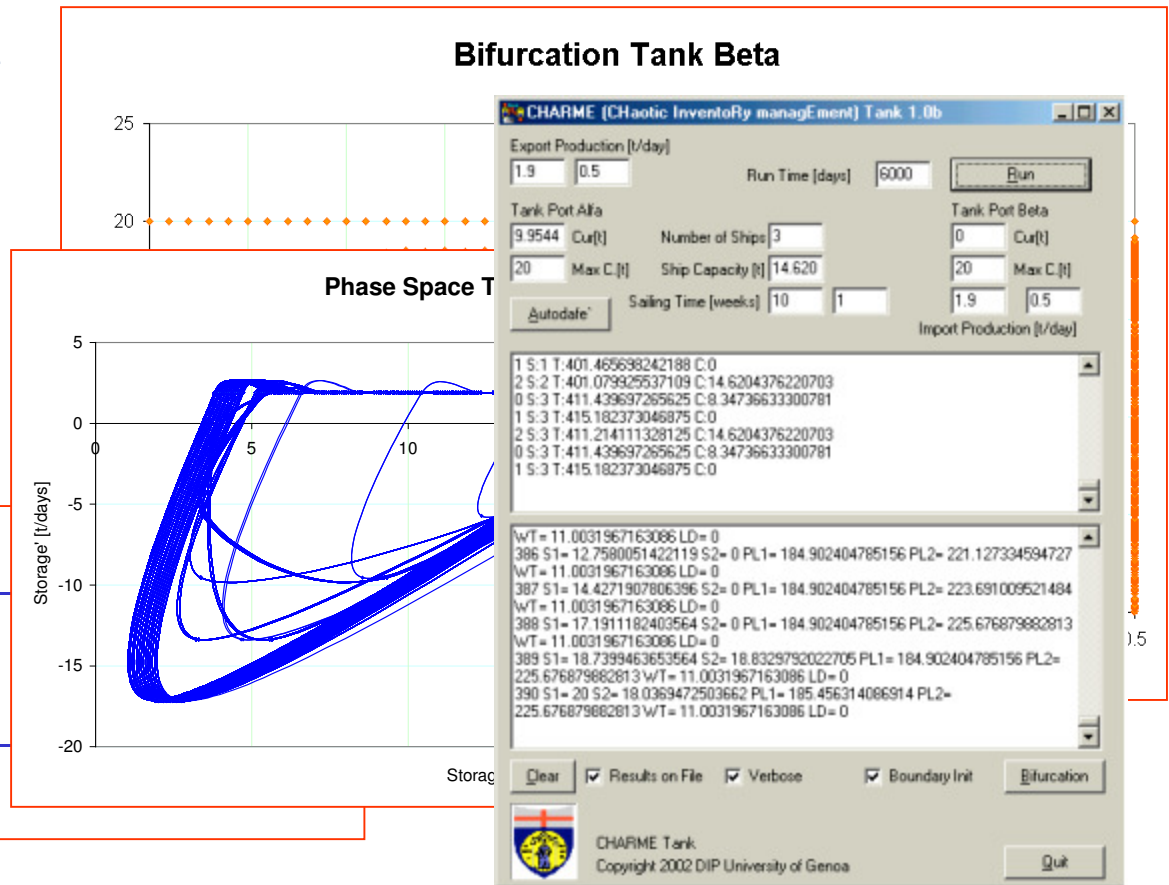 Bifurcation Tank Beta
25
20
0.5
Phase Space T
5
0
0
5
10
-5
-10
-15
-20
Storage' [t/days]
Storag
CHARME (CHaotic InventoRy managEment) Tank 1.0b
Export Production [t/day]
1.9 0.5 Run Time [days] 6000 Run
Tank Port Alfa Tank Port Beta
9.9544 Cur[t] Number of Ships 3 0 Cur[t]
20 Max C.[t] Ship Capacity [t] 14.620 20 Max C.[t]
Autodafe` Sailing Time [weeks] 10 1 1.9 0.5
Import Production [t/day]
1 S:1 T:401.465698242188 C:0
2 S:2 T:401.079925537109 C:14.6204376220703
0 S:3 T:411.439697265625 C:8.34736633300781
1 S:3 T:415.182373046875 C:0
2 S:3 T:411.214111328125 C:14.6204376220703
0 S:3 T:411.439697265625 C:8.34736633300781
1 S:3 T:415.182373046875 C:0
WT= 11.0031967163086 LD= 0
386 S1= 12.7580051422119 S2= 0 PL1= 184.902404785156 PL2= 221.127334594727
WT= 11.0031967163086 LD= 0
387 S1= 14.4271907806396 S2= 0 PL1= 184.902404785156 PL2= 223.691009521484
WT= 11.0031967163086 LD= 0
388 S1= 17.1911182403564 S2= 0 PL1= 184.902404785156 PL2= 225.676879882813
WT= 11.0031967163086 LD= 0
389 S1= 18.7399463653564 S2= 18.8329792022705 PL1= 184.902404785156 PL2=
225.676879882813 WT= 11.0031967163086 LD= 0
390 S1= 20 S2= 18.0369472503662 PL1= 185.456314086914 PL2=
225.676879882813 WT= 11.0031967163086 LD= 0
Clear Results on File Verbose Boundary Init Bifurcation
CHARME Tank
Copyright 2002 DIP University of Genoa
Quit